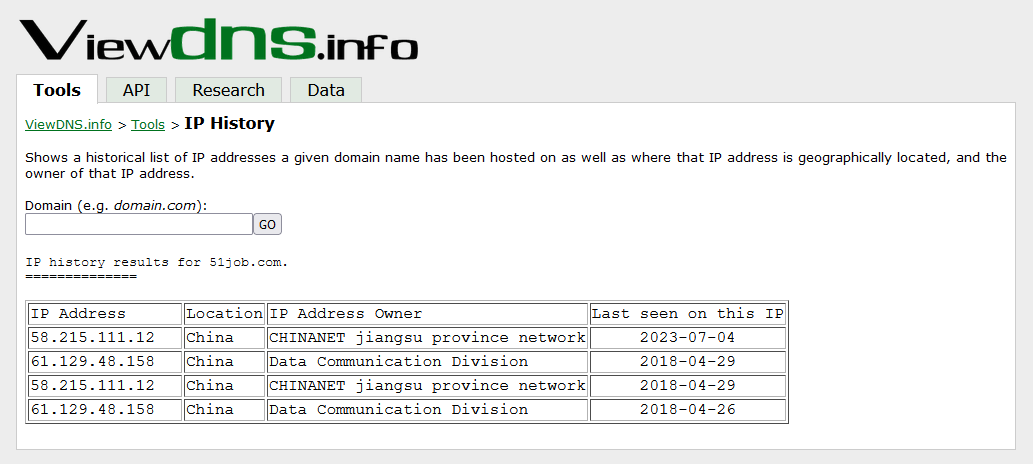 Viewdns.info
Tools API Research Data
ViewDNS.info > Tools > IP History
Shows a historical list of IP addresses a given domain name has been hosted on as well as where that IP address is geographically located, and the
owner of that IP address.
Domain (e.g. domain.com):
GO
IP history results for 51job.com.
==============
IP Address Location IP Address Owner Last seen on this IP
58.215.111.12 China CHINANET jiangsu province network 2023-07-04
61.129.48.158 China Data Communication Division 2018-04-29
58.215.111.12 China CHINANET jiangsu province network 2018-04-29
61.129.48.158 China Data Communication Division 2018-04-26